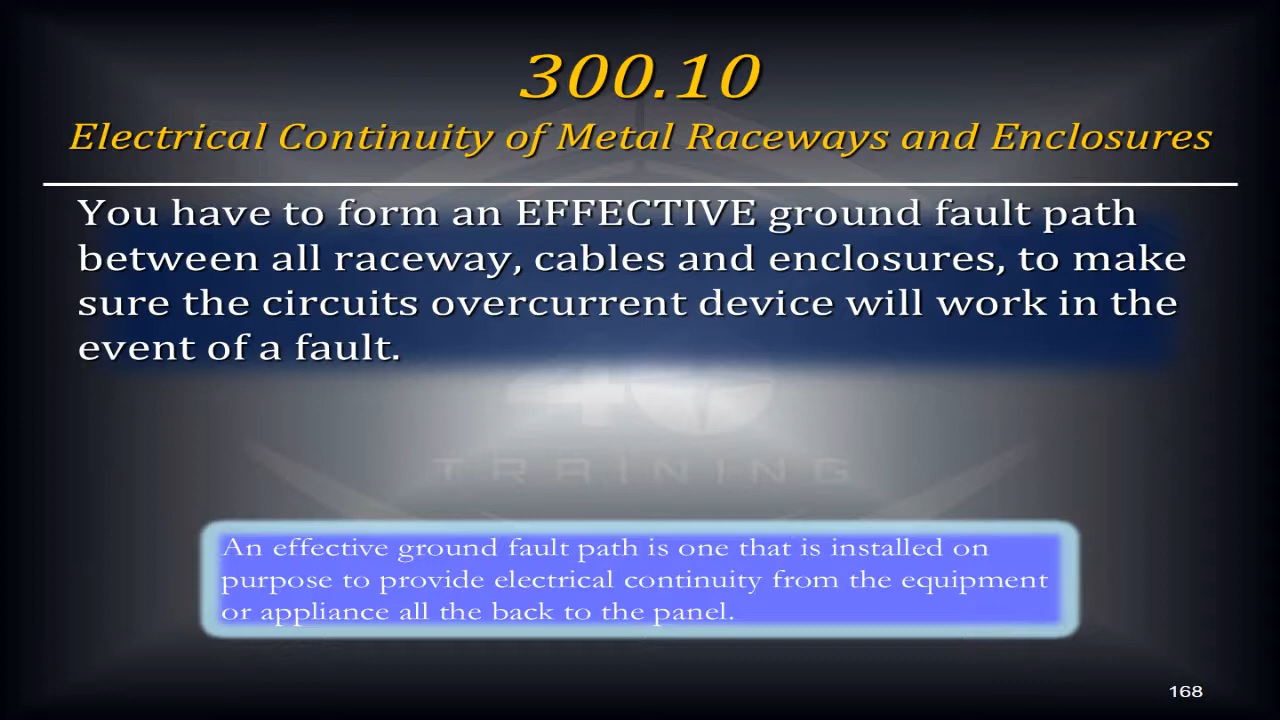 300.10
Electrical Continuity of Metal Raceways and Enclosures
You have to form an EFFECTIVE ground fault path
between all raceway, cables and enclosures, to make
sure the circuits overcurrent device will work in the
event of a fault.
TRAINING
An effective ground fault path is one that is installed on
purpose to provide electrical continuity from the equipment
or appliance all the back to the panel.
168